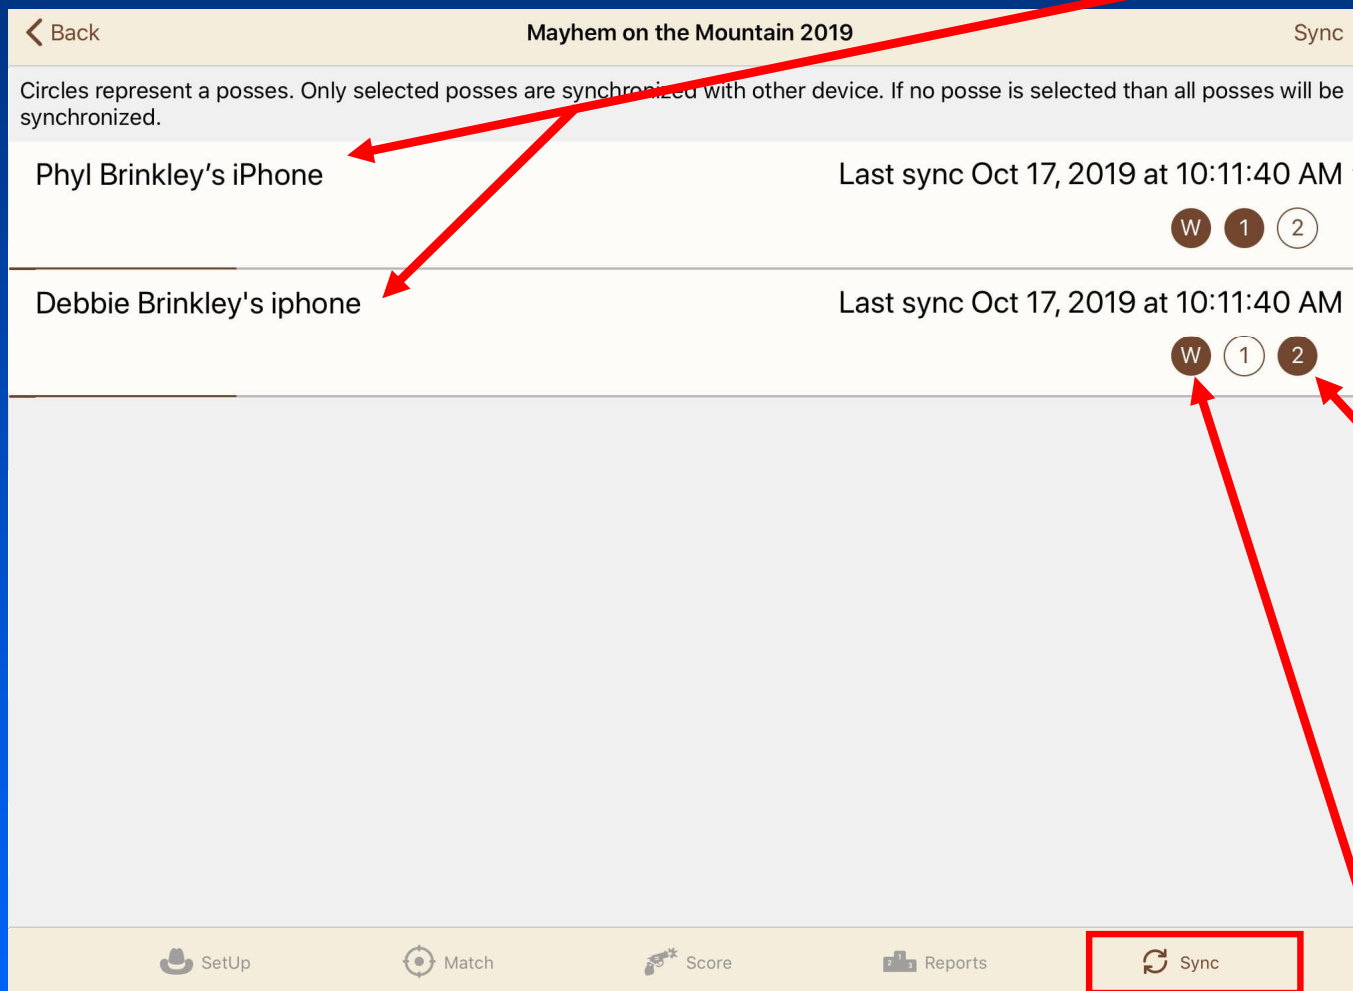 Back
Mayhem on the Mountain 2019
Sync
Circles represent a posses. Only selected posses are synchronized with other device. If no posse is selected than all posses will be
synchronized.
Phyl Brinkley’s iPhone
Last sync Oct 17, 2019 at 10:11:40 AM
W 1 2
Debbie Brinkley's iphone
Last sync Oct 17, 2019 at 10:11:40 AM
W 1 2
SetUp
Match
Score
Reports
Sync